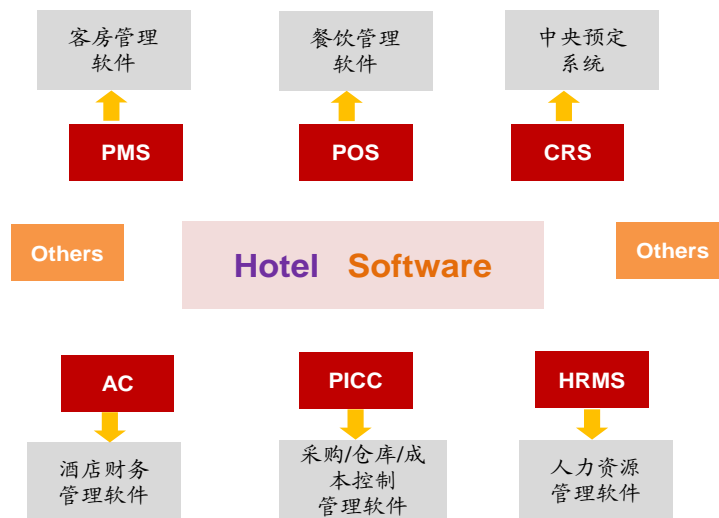 客房管理
软件
餐饮管理
软件
中央预定
系统
PMS
POS
CRS
Others
Hotel Software
Others
AC
PICC
HRMS
酒店财务
管理软件
采购/仓库/成
本控制
管理软件
人力资源
管理软件